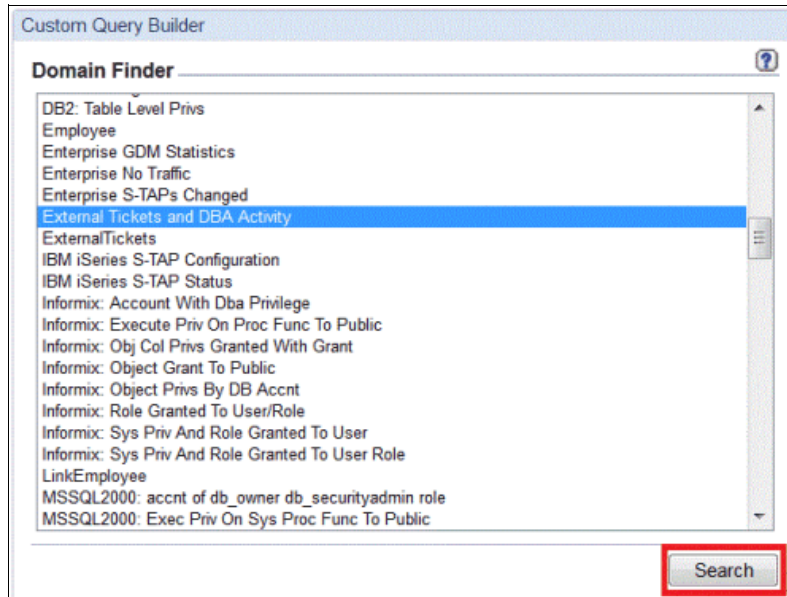 Custom Query Builder
Domain Finder
?
DB2: Table Level Privs
Employee
Enterprise GDM Statistics
Enterprise No Traffic
Enterprise S-TAPs Changed
External Tickets and DBA Activity
ExternalTickets
IBM iSeries S-TAP Configuration
IBM iSeries S-TAP Status
Informix: Account With Dba Privilege
Informix: Execute Priv On Proc Func To Public
Informix: Obj Col Privs Granted With Grant
Informix: Object Grant To Public
Informix: Object Privs By DB Accnt
Informix: Role Granted To User/Role
Informix: Sys Priv And Role Granted To User
Informix: Sys Priv And Role Granted To User Role
LinkEmployee
MSSQL2000: accnt of db_owner db_securityadmin role
MSSQL2000: Exec Priv On Sys Proc Func To Public
Search